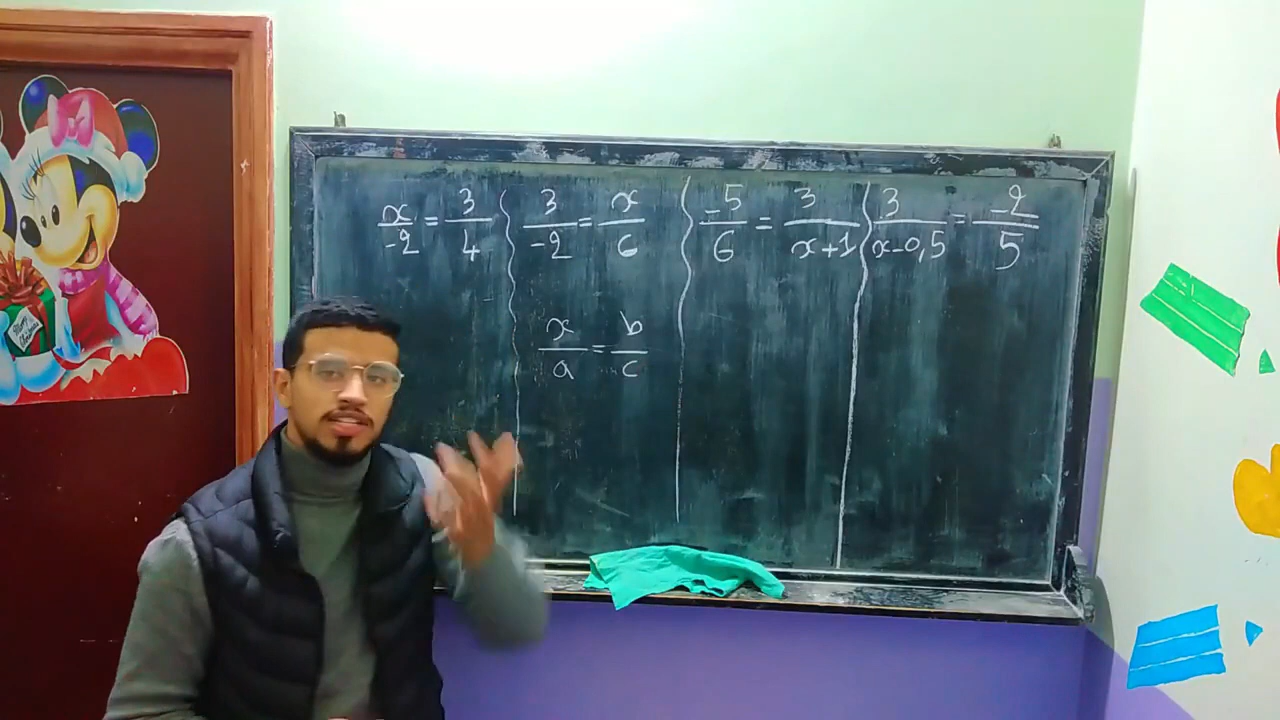 x/-2 = 3/4
3/-2 = x/6
-5/6 = 3/x+1
3/x-0,5 = -2/5
x/a = b/c